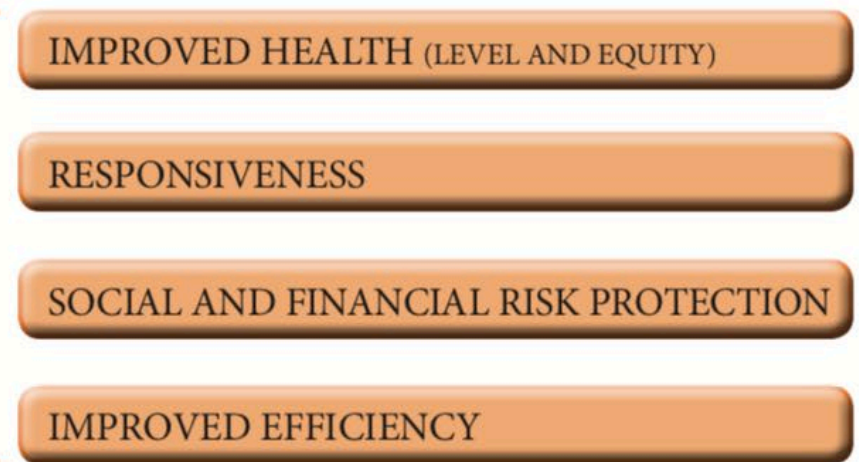 IMPROVED HEALTH (LEVEL AND EQUITY)
RESPONSIVENESS
SOCIAL AND FINANCIAL RISK PROTECTION
IMPROVED EFFICIENCY